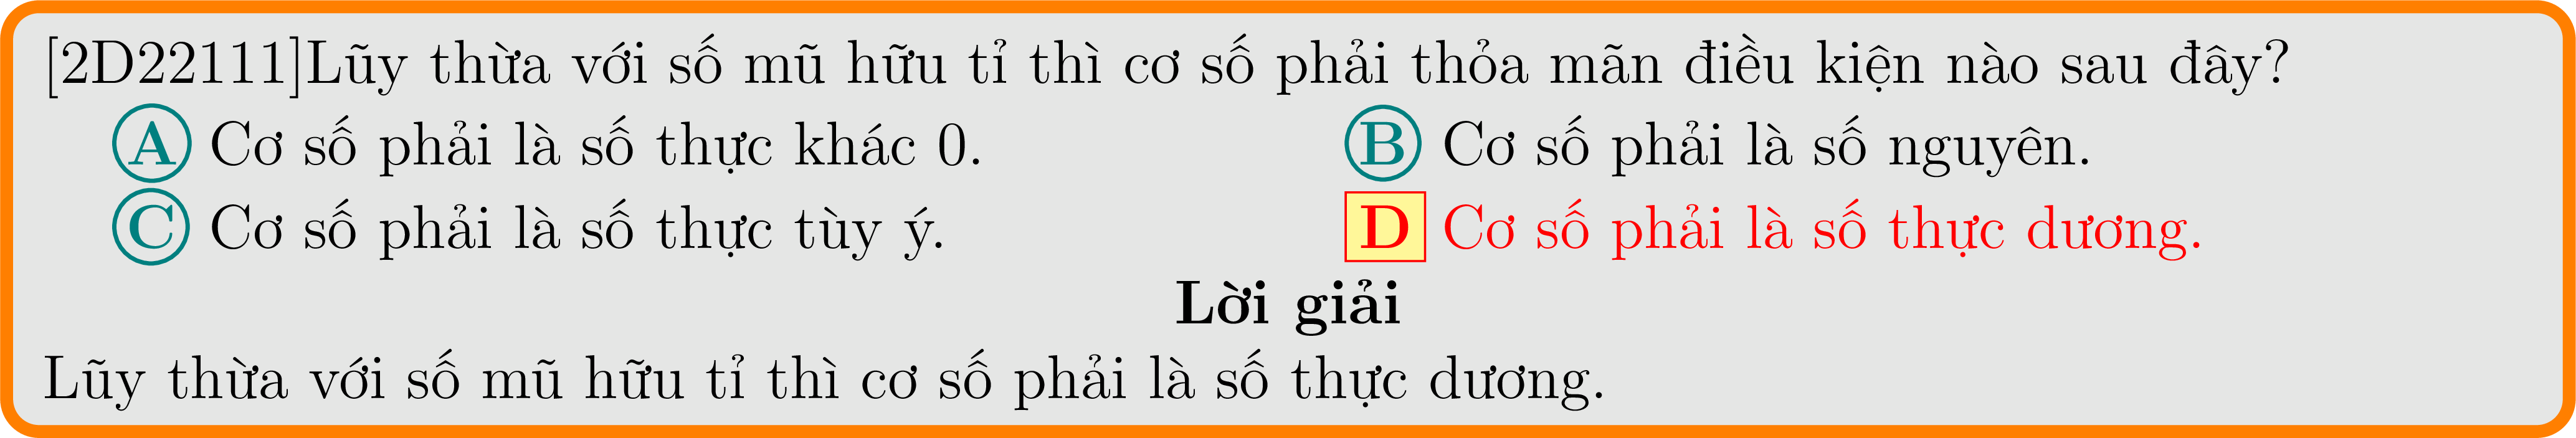 [2D22111]Lũy thừa với số mũ hữu tỉ thì cơ số phải thỏa mãn điều kiện nào sau đây?
A Cơ số phải là số thực khác 0. B Cơ số phải là số nguyên.
C Cơ số phải là số thực tùy ý. D Cơ số phải là số thực dương.
Lời giải
Lũy thừa với số mũ hữu tỉ thì cơ số phải là số thực dương.